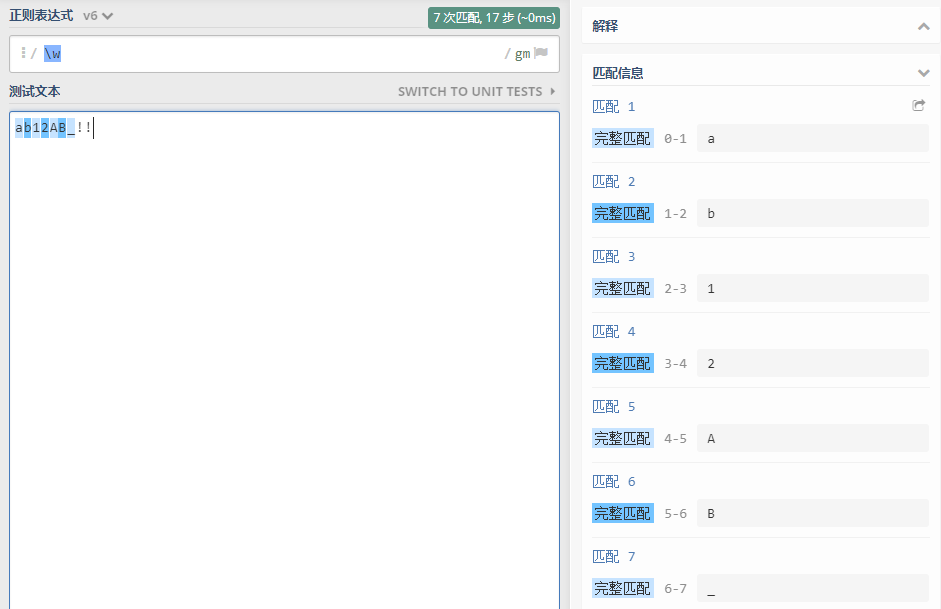 正则表达式 v6
7 次匹配, 17 步 (~0ms)
/ \w / gm
测试文本
SWITCH TO UNIT TESTS
ab12AB_!!
解释
匹配信息
匹配 1
完整匹配 0-1 a
匹配 2
完整匹配 1-2 b
匹配 3
完整匹配 2-3 1
匹配 4
完整匹配 3-4 2
匹配 5
完整匹配 4-5 A
匹配 6
完整匹配 5-6 B
匹配 7
完整匹配 6-7 _